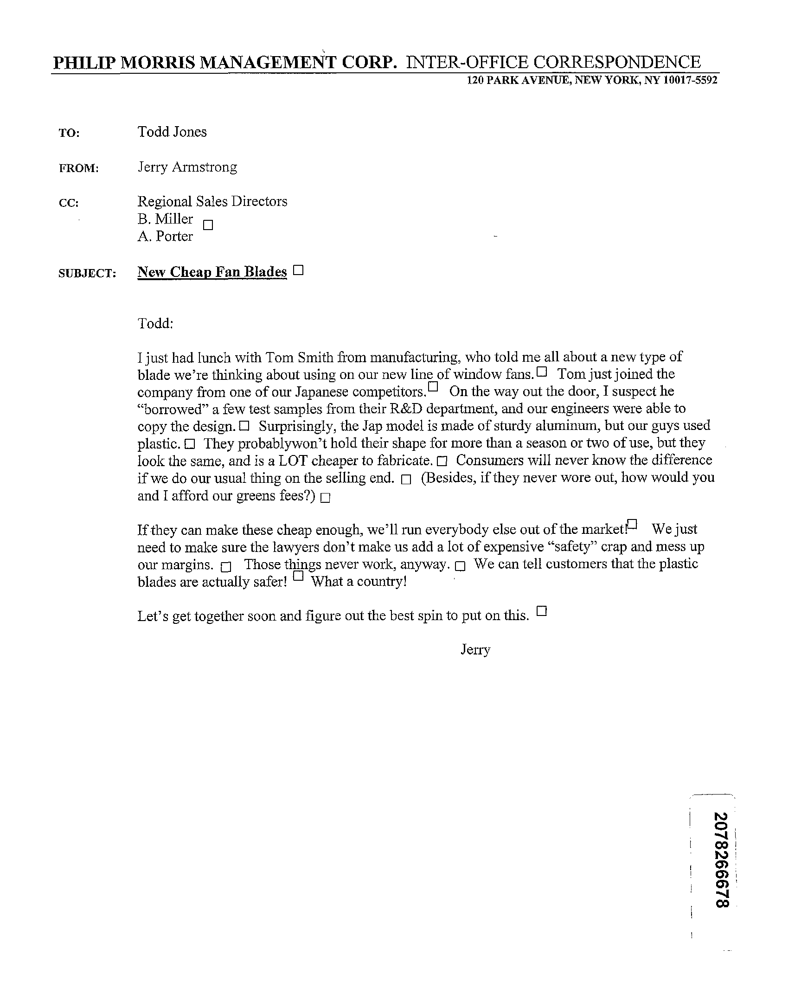 PHILIP MORRIS MANAGEMENT CORP. INTER-OFFICE CORRESPONDENCE
120 PARK AVENUE, NEW YORK, NY 10017-5592
TO: Todd Jones
FROM: Jerry Armstrong
CC: Regional Sales Directors
B. Miller ☐
A. Porter
SUBJECT: New Cheap Fan Blades ☐
Todd:
I just had lunch with Tom Smith from manufacturing, who told me all about a new type of
blade we're thinking about using on our new line of window fans. ☐ Tom just joined the
company from one of our Japanese competitors. ☐ On the way out the door, I suspect he
"borrowed" a few test samples from their R&D department, and our engineers were able to
copy the design. ☐ Surprisingly, the Jap model is made of sturdy aluminum, but our guys used
plastic. ☐ They probablywon't hold their shape for more than a season or two of use, but they
look the same, and is a LOT cheaper to fabricate. ☐ Consumers will never know the difference
if we do our usual thing on the selling end. ☐ (Besides, if they never wore out, how would you
and I afford our greens fees?) ☐
If they can make these cheap enough, we'll run everybody else out of the market! ☐ We just
need to make sure the lawyers don't make us add a lot of expensive "safety" crap and mess up
our margins. ☐ Those things never work, anyway. ☐ We can tell customers that the plastic
blades are actually safer! ☐ What a country!
Let's get together soon and figure out the best spin to put on this. ☐
Jerry
2078266678